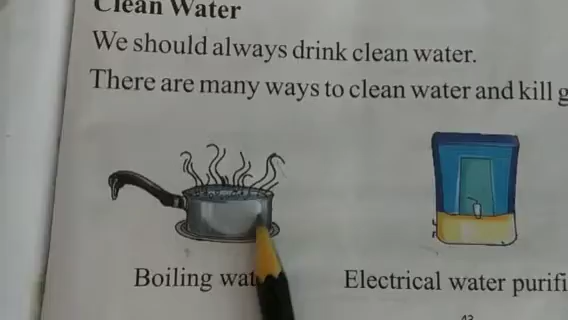 Clean Water
We should always drink clean water.
There are many ways to clean water and kill g
Boiling wat
Electrical water purifi
43